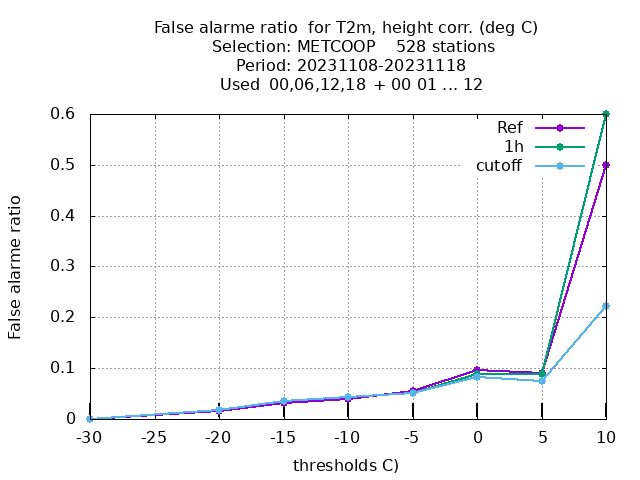 False alarme ratio  for T2m, height corr. (deg C)
Selection: METCOOP    528 stations
Period: 20231108-20231118
Used  00,06,12,18  + 00 01 ... 12
Ref
1h
cutoff
0.6
0.5
0.4
0.3
0.2
0.1
0
False alarme ratio
-30 -25 -20 -15 -10 -5 0 5 10
thresholds C)